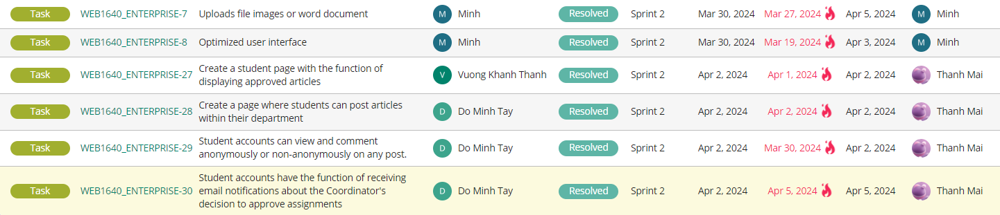 Task WEB1640_ENTERPRISE-7 Uploads file images or word document M Minh Resolved Sprint 2 Mar 30, 2024 Mar 27, 2024 Apr 5, 2024 M Minh
Task WEB1640_ENTERPRISE-8 Optimized user interface M Minh Resolved Sprint 2 Mar 30, 2024 Mar 19, 2024 Apr 3, 2024 M Minh
Task WEB1640_ENTERPRISE-27 Create a student page with the function of
displaying approved articles V Vuong Khanh Thanh Resolved Sprint 2 Apr 2, 2024 Apr 1, 2024 Apr 2, 2024 Thanh Mai
Task WEB1640_ENTERPRISE-28 Create a page where students can post articles
within their department D Do Minh Tay Resolved Sprint 2 Apr 2, 2024 Apr 2, 2024 Apr 2, 2024 Thanh Mai
Task WEB1640_ENTERPRISE-29 Student accounts can view and comment
anonymously or non-anonymously on any post. D Do Minh Tay Resolved Sprint 2 Apr 2, 2024 Mar 30, 2024 Apr 2, 2024 Thanh Mai
Task WEB1640_ENTERPRISE-30 Student accounts have the function of receiving
email notifications about the Coordinator's
decision to approve assignments D Do Minh Tay Resolved Sprint 2 Apr 2, 2024 Apr 5, 2024 Apr 5, 2024 Thanh Mai